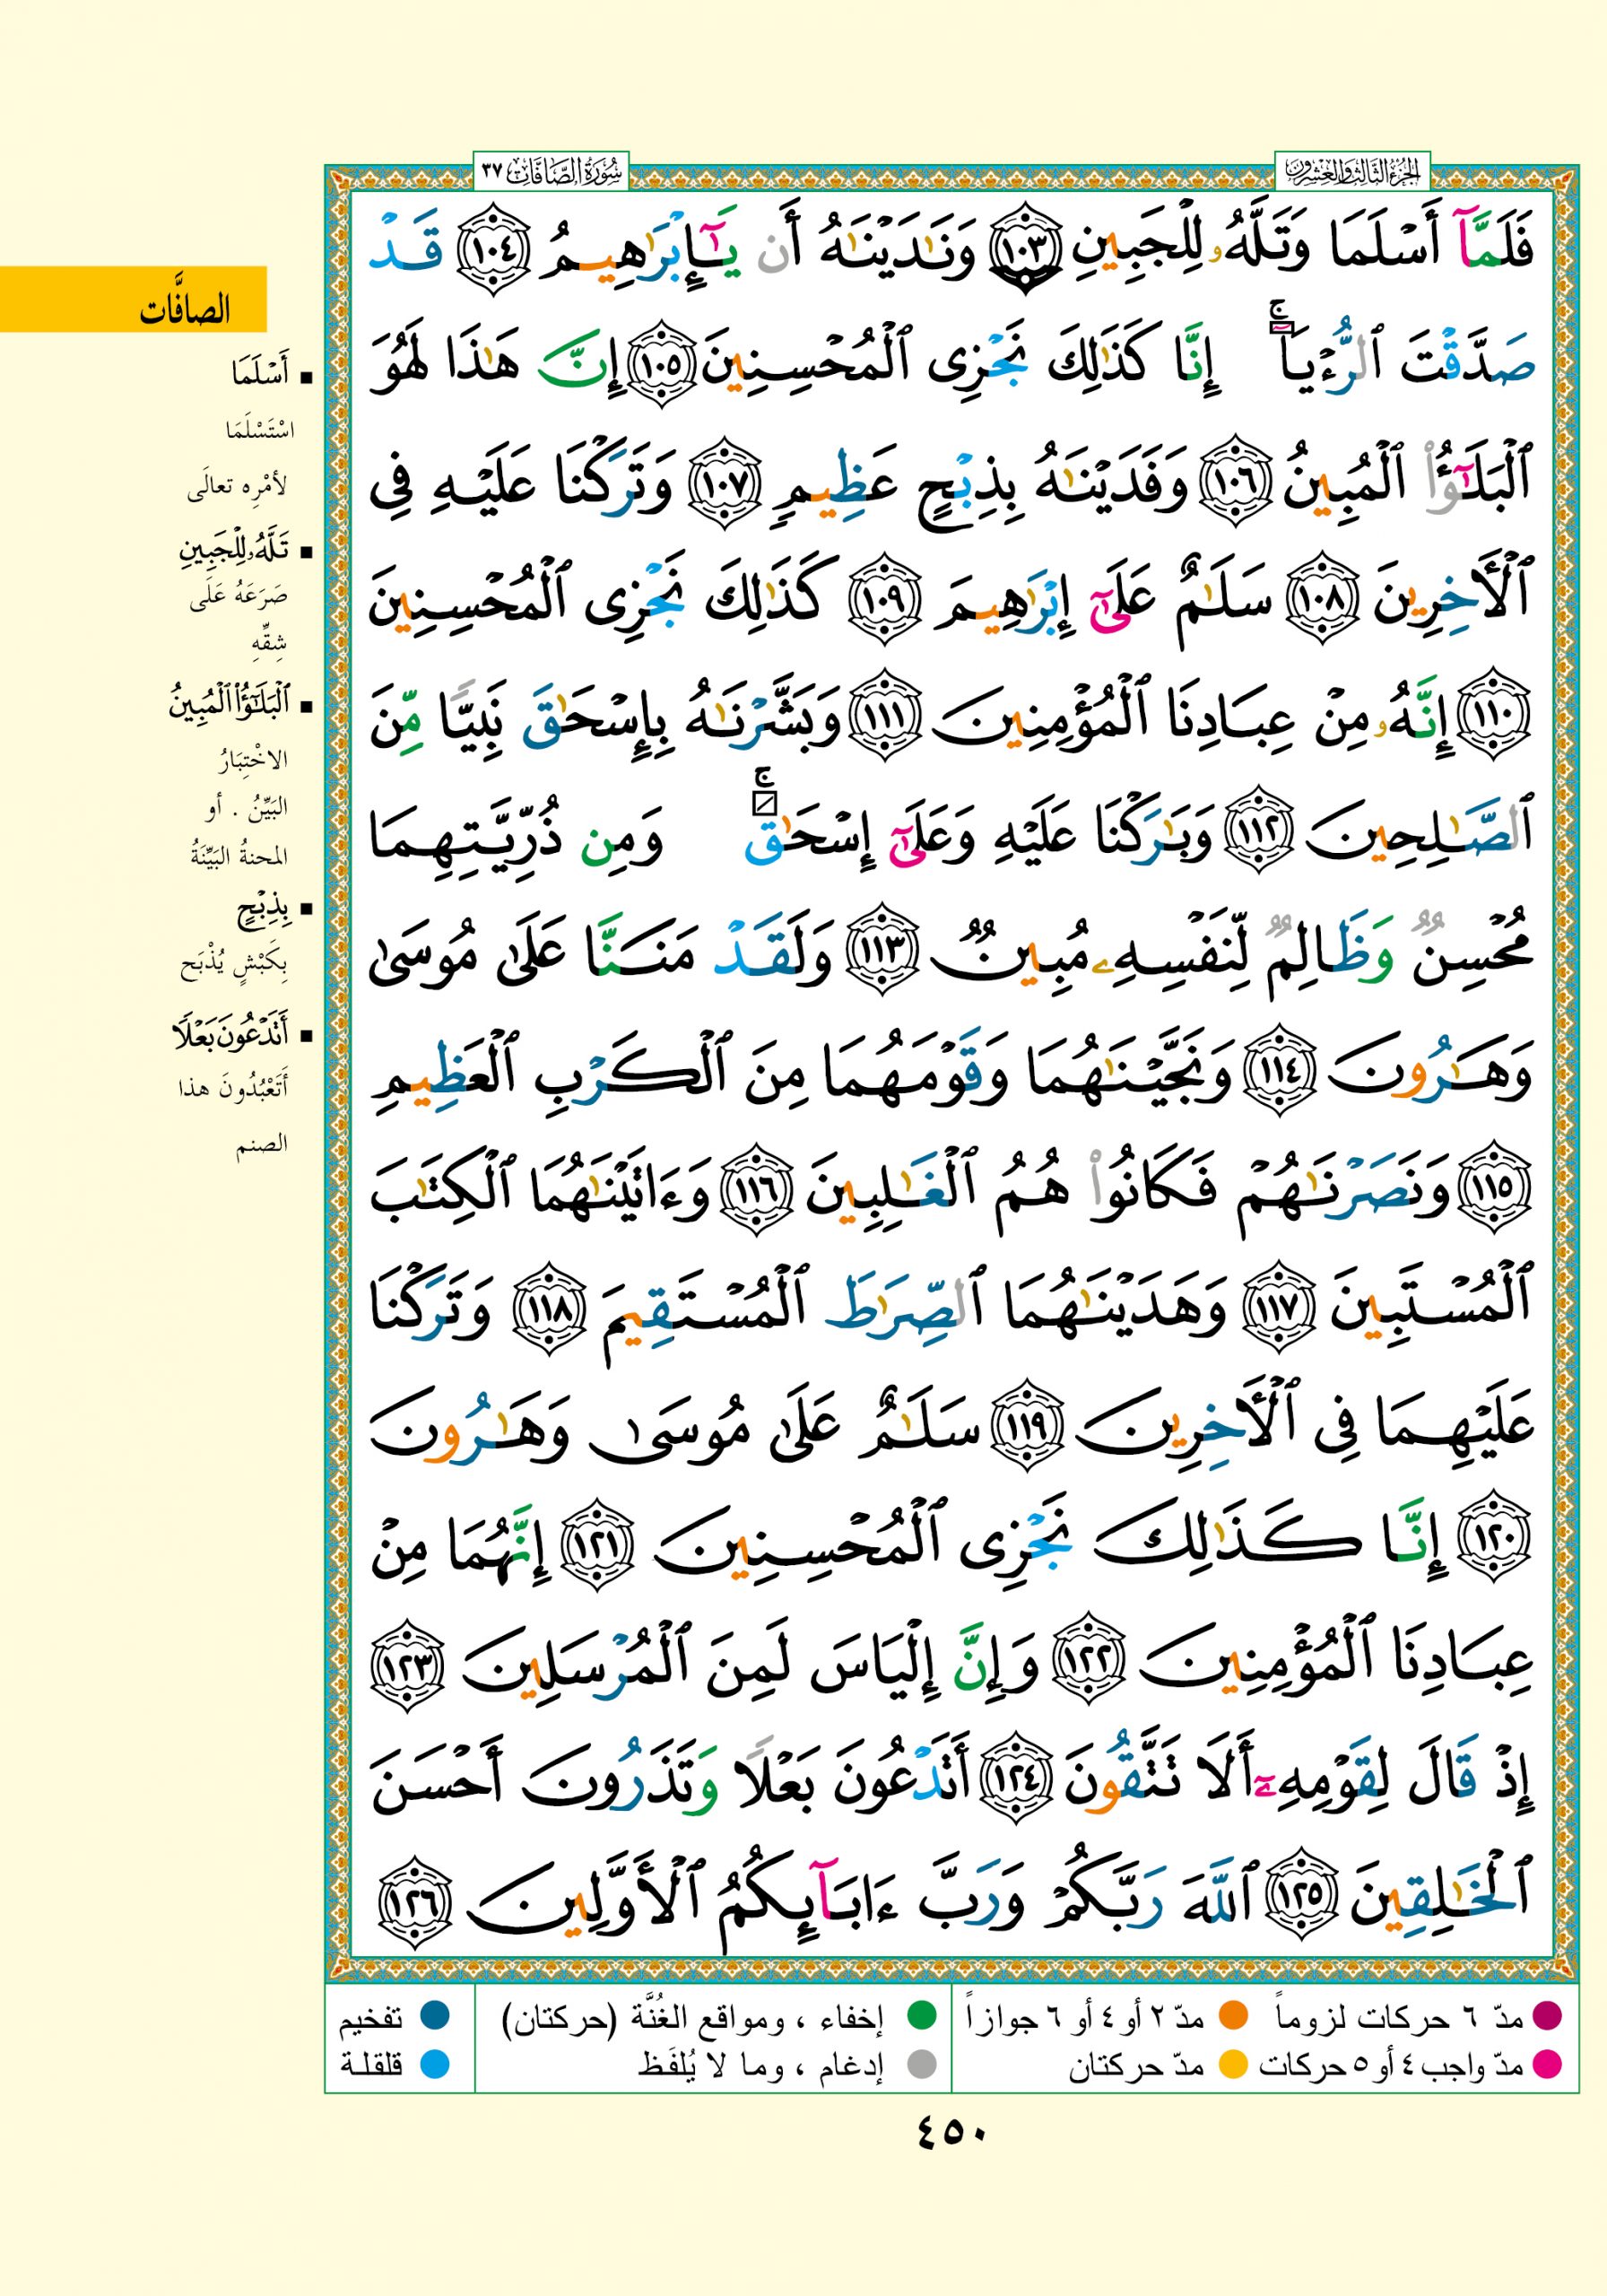 الجزء الثالث والعشرون
سُورَةُ الصَّافَّات ٣٧
فَلَمَّآ أَسْلَمَا وَتَلَّهُۥ لِلْجَبِينِ ١٠٣ وَنَٰدَيْنَٰهُ أَن يَٰٓإِبْرَٰهِيمُ ١٠٤ قَدْ
صَدَّقْتَ ٱلرُّءْيَآ ۚ إِنَّا كَذَٰلِكَ نَجْزِى ٱلْمُحْسِنِينَ ١٠٥ إِنَّ هَٰذَا لَهُوَ
ٱلْبَلَٰٓؤُا۟ ٱلْمُبِينُ ١٠٦ وَفَدَيْنَٰهُ بِذِبْحٍ عَظِيمٍ ١٠٧ وَتَرَكْنَا عَلَيْهِ فِى
ٱلْءَاخِرِينَ ١٠٨ سَلَٰمٌ عَلَىٰٓ إِبْرَٰهِيمَ ١٠٩ كَذَٰلِكَ نَجْزِى ٱلْمُحْسِنِينَ
١١٠ إِنَّهُۥ مِنْ عِبَادِنَا ٱلْمُؤْمِنِينَ ١١١ وَبَشَّرْنَٰهُ بِإِسْحَٰقَ نَبِيًّا مِّنَ
ٱلصَّٰلِحِينَ ١١٢ وَبَٰرَكْنَا عَلَيْهِ وَعَلَىٰٓ إِسْحَٰقَ ۚ وَمِن ذُرِّيَّتِهِمَا
مُحْسِنٌ وَظَالِمٌ لِّنَفْسِهِۦ مُبِينٌ ١١٣ وَلَقَدْ مَنَنَّا عَلَىٰ مُوسَىٰ
وَهَٰرُونَ ١١٤ وَنَجَّيْنَٰهُمَا وَقَوْمَهُمَا مِنَ ٱلْكَرْبِ ٱلْعَظِيمِ
١١٥ وَنَصَرْنَٰهُمْ فَكَانُوا۟ هُمُ ٱلْغَٰلِبِينَ ١١٦ وَءَاتَيْنَٰهُمَا ٱلْكِتَٰبَ
ٱلْمُسْتَبِينَ ١١٧ وَهَدَيْنَٰهُمَا ٱلصِّرَٰطَ ٱلْمُسْتَقِيمَ ١١٨ وَتَرَكْنَا
عَلَيْهِمَا فِى ٱلْءَاخِرِينَ ١١٩ سَلَٰمٌ عَلَىٰ مُوسَىٰ وَهَٰرُونَ
١٢٠ إِنَّا كَذَٰلِكَ نَجْزِى ٱلْمُحْسِنِينَ ١٢١ إِنَّهُمَا مِنْ
عِبَادِنَا ٱلْمُؤْمِنِينَ ١٢٢ وَإِنَّ إِلْيَاسَ لَمِنَ ٱلْمُرْسَلِينَ ١٢٣
إِذْ قَالَ لِقَوْمِهِۦٓ أَلَا تَتَّقُونَ ١٢٤ أَتَدْعُونَ بَعْلًا وَتَذَرُونَ أَحْسَنَ
ٱلْخَٰلِقِينَ ١٢٥ ٱللَّهَ رَبَّكُمْ وَرَبَّ ءَابَآئِكُمُ ٱلْأَوَّلِينَ ١٢٦
الصافَّات
▪ أَسْلَمَا
اسْتَسْلَمَا
لأمْرِه تعالَى
▪ تَلَّهُۥ لِلْجَبِينِ
صَرَعَهُ عَلَى
شِقِّهِ
▪ ٱلْبَلَٰٓؤُا۟ ٱلْمُبِينُ
الاخْتِبَارُ
البَيِّنُ . أو
المحنةُ البَيِّنَةُ
▪ بِذِبْحٍ
بِكَبْشٍ يُذْبَح
▪ أَتَدْعُونَ بَعْلًا
أَتَعْبُدُونَ هذا
الصنم
مدّ ٦ حركات لزوماً
مدّ ٢ أو ٤ أو ٦ جوازاً
إخفاء ، ومواقع الغُنَّة (حركتان)
تفخيم
مدّ واجب ٤ أو ٥ حركات
مدّ حركتان
إدغام ، وما لا يُلفَظ
قلقلة
٤٥٠